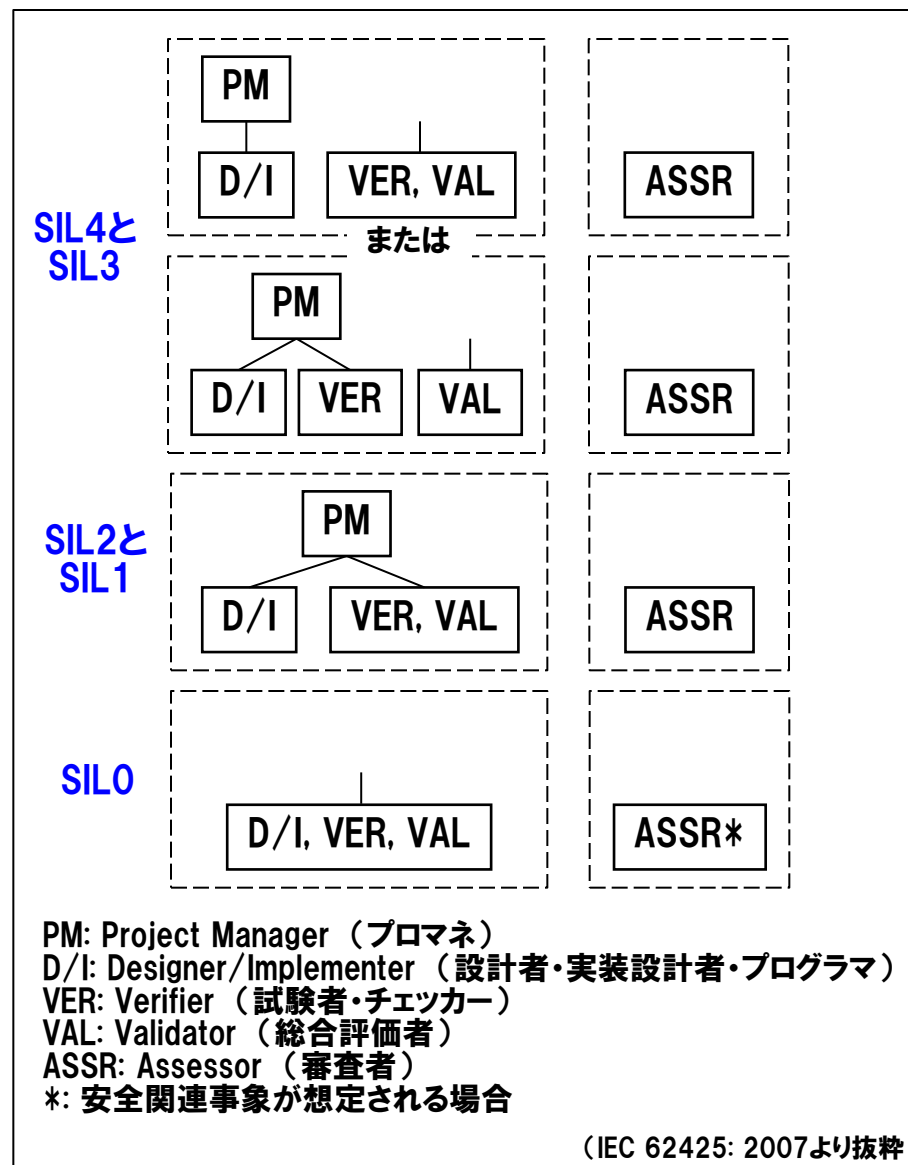 PM
D/I
VER, VAL
ASSR
SIL4と
SIL3
または
PM
D/I
VER
VAL
ASSR
SIL2と
SIL1
PM
D/I
VER, VAL
ASSR
SIL0
D/I, VER, VAL
ASSR*
PM: Project Manager （プロマネ）
D/I: Designer/Implementer （設計者・実装設計者・プログラマ）
VER: Verifier （試験者・チェッカー）
VAL: Validator （総合評価者）
ASSR: Assessor （審査者）
*: 安全関連事象が想定される場合
（IEC 62425: 2007より抜粋